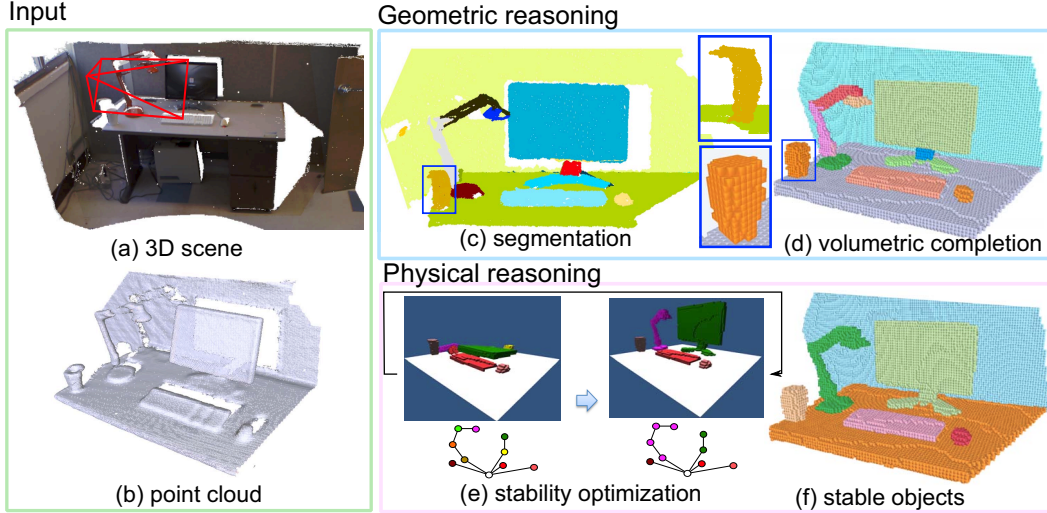 Input
Geometric reasoning
(a) 3D scene
(c) segmentation
(d) volumetric completion
Physical reasoning
(b) point cloud
(e) stability optimization
(f) stable objects